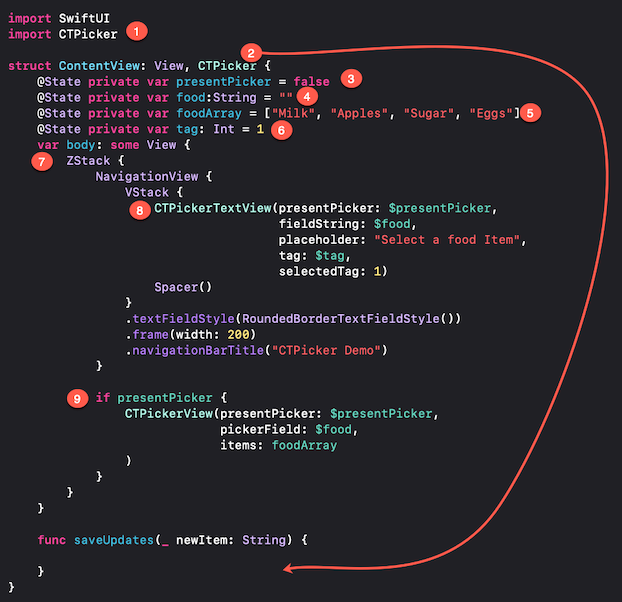 import SwiftUI
import CTPicker 1
2
struct ContentView: View, CTPicker {
@State private var presentPicker = false 3
@State private var food:String = "" 4
@State private var foodArray = ["Milk", "Apples", "Sugar", "Eggs"] 5
@State private var tag: Int = 1 6
var body: some View {
7 ZStack {
NavigationView {
VStack {
8 CTPickerTextView(presentPicker: $presentPicker,
fieldString: $food,
placeholder: "Select a food Item",
tag: $tag,
selectedTag: 1)
Spacer()
}
.textFieldStyle(RoundedBorderTextFieldStyle())
.frame(width: 200)
.navigationBarTitle("CTPicker Demo")
}
9 if presentPicker {
CTPickerView(presentPicker: $presentPicker,
pickerField: $food,
items: foodArray
)
}
}
}
func saveUpdates(_ newItem: String) {
}
}